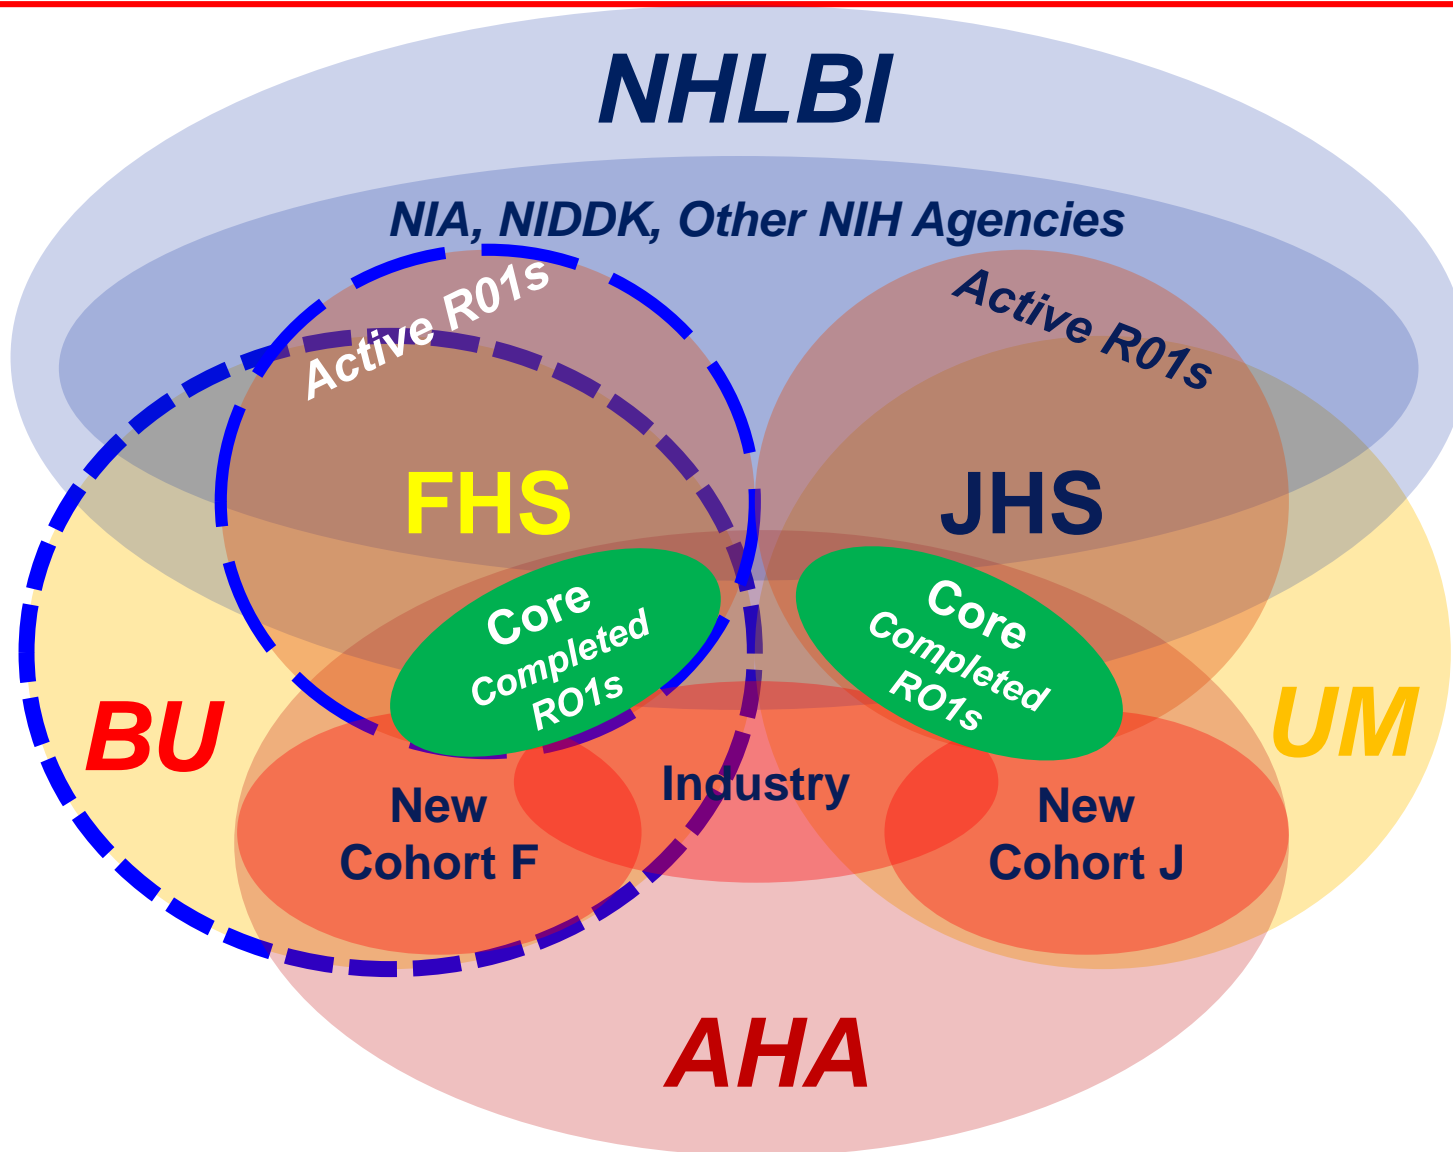 NHLBI
NIA, NIDDK, Other NIH Agencies
Active R01s
Active R01s
FHS
JHS
Core
Completed
RO1s
Core
Completed
RO1s
BU
UM
Industry
New
Cohort F
New
Cohort J
AHA